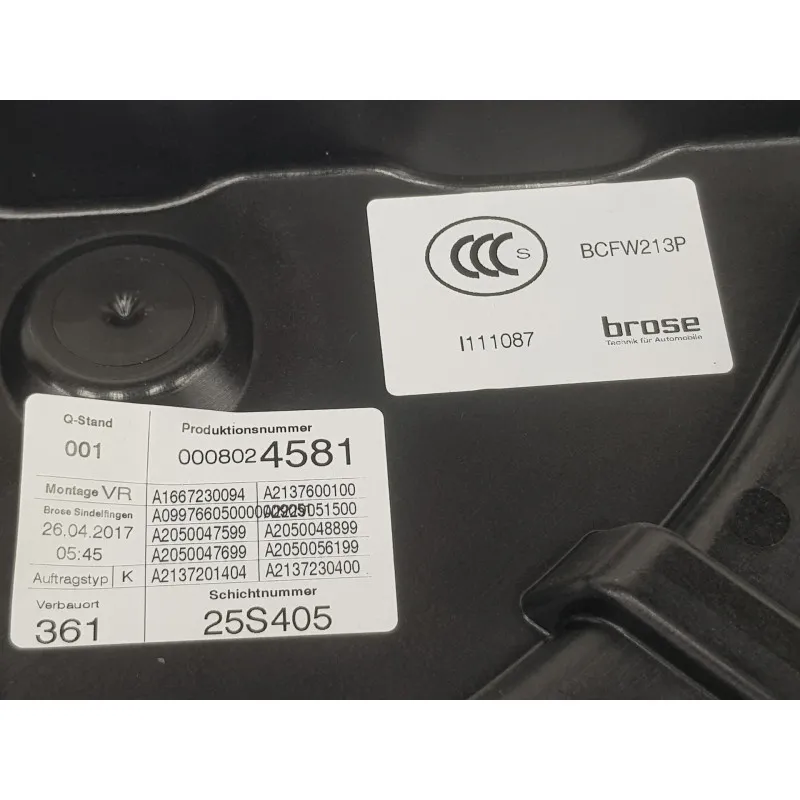 CCC S
BCFW213P
I111087
brose
Technik für Automobile
Q-Stand
001
Produktionsnummer
0008024581
Montage VR
Brose Sindelfingen
26.04.2017
05:45
Auftragstyp K
Verbauort
361
A1667230094 A2137600100
A2225051500
A2050047599 A2050048899
A2050047699 A2050056199
A2137201404 A2137230400
Schichtnummer
25S405